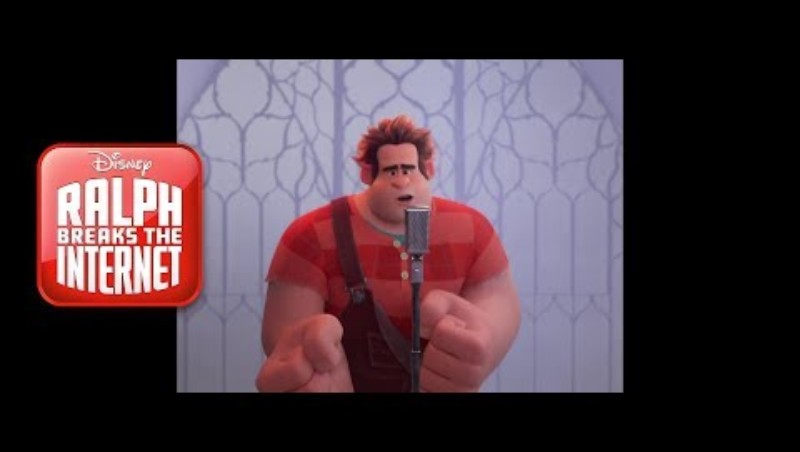 Disney
RALPH
BREAKS THE
INTERNET